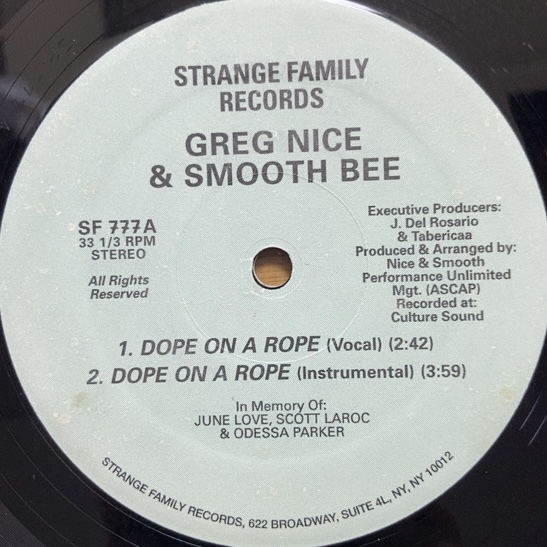 STRANGE FAMILY
RECORDS
GREG NICE
& SMOOTH BEE
SF 777A
33 1/3 RPM
STEREO
All Rights
Reserved
Executive Producers:
J. Del Rosario
& Tabericaa
Produced & Arranged by:
Nice & Smooth
Performance Unlimited
Mgt. (ASCAP)
Recorded at:
Culture Sound
1. DOPE ON A ROPE (Vocal) (2:42)
2. DOPE ON A ROPE (Instrumental) (3:59)
In Memory Of:
JUNE LOVE, SCOTT LAROC
& ODESSA PARKER
STRANGE FAMILY RECORDS, 622 BROADWAY, SUITE 4L, NY, NY 10012